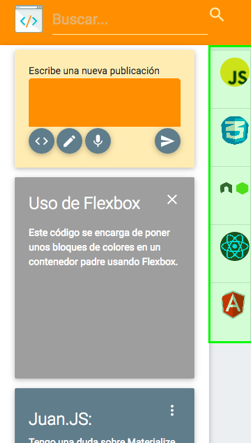 Buscar...
Escribe una nueva publicación
JS
Uso de Flexbox
Este código se encarga de poner
unos bloques de colores en un
contenedor padre usando Flexbox.
Juan.JS:
Tengo una duda sobre Materialize